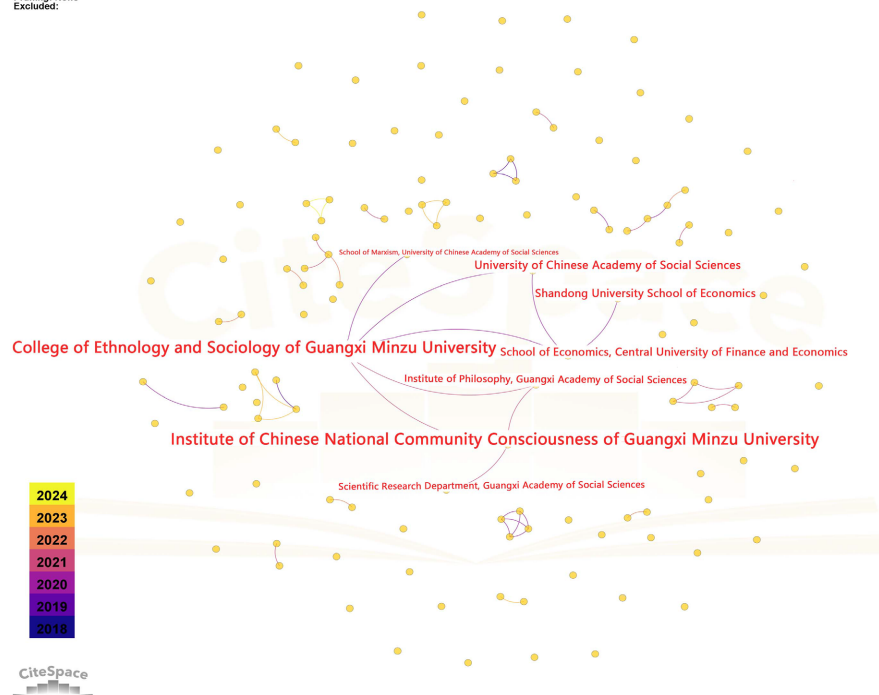 Excluded:
School of Marxism, University of Chinese Academy of Social Sciences
University of Chinese Academy of Social Sciences
Shandong University School of Economics
College of Ethnology and Sociology of Guangxi Minzu University
School of Economics, Central University of Finance and Economics
Institute of Philosophy, Guangxi Academy of Social Sciences
Institute of Chinese National Community Consciousness of Guangxi Minzu University
Scientific Research Department, Guangxi Academy of Social Sciences
2024
2023
2022
2021
2020
2019
2018
CiteSpace
CiteSpace